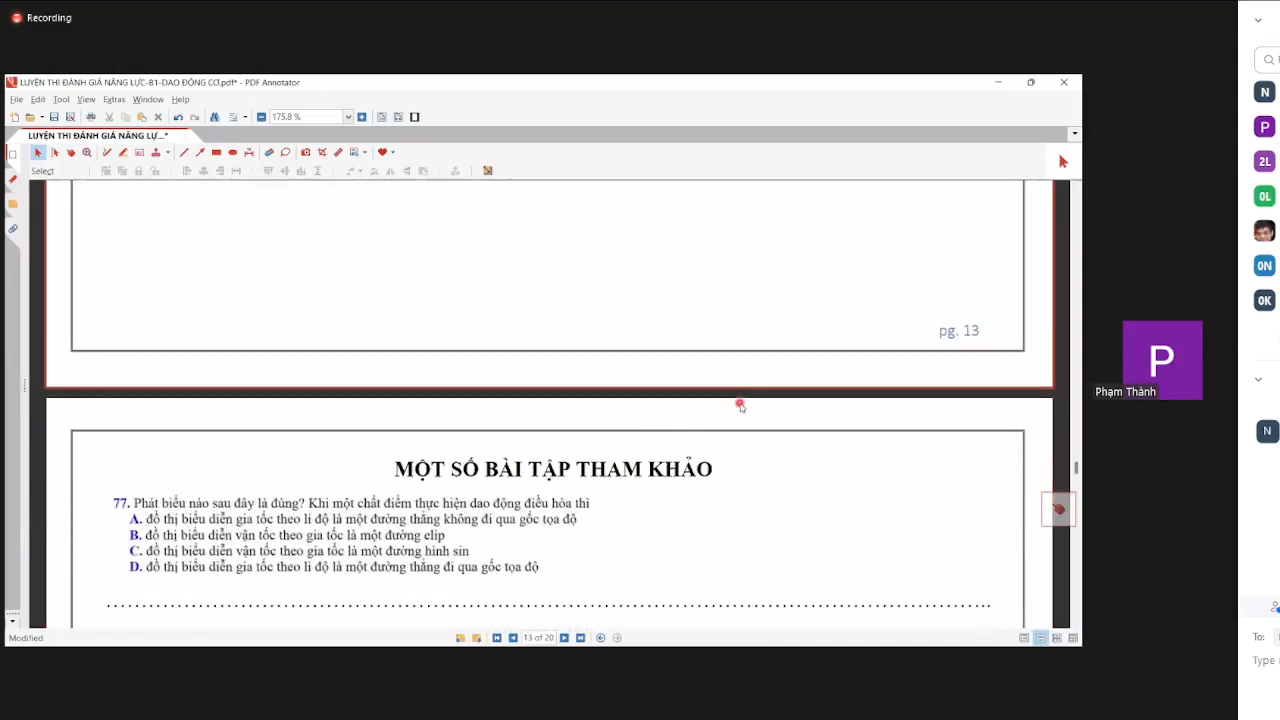 Recording
LUYỆN THI ĐÁNH GIÁ NĂNG LỰC-B1-DAO ĐỘNG CƠ.pdf* - PDF Annotator
File Edit Tool View Extras Window Help
175.8 %
LUYỆN THI ĐÁNH GIÁ NĂNG LỰ...*
Select
pg. 13
MỘT SỐ BÀI TẬP THAM KHẢO
77. Phát biểu nào sau đây là đúng? Khi một chất điểm thực hiện dao động điều hòa thì
A. đồ thị biểu diễn gia tốc theo li độ là một đường thẳng không đi qua gốc tọa độ
B. đồ thị biểu diễn vận tốc theo gia tốc là một đường elip
C. đồ thị biểu diễn vận tốc theo gia tốc là một đường hình sin
D. đồ thị biểu diễn gia tốc theo li độ là một đường thẳng đi qua gốc tọa độ
Modified
13 of 20
P
Phạm Thành
N
P
2L
0L
0N
0K
N
To:
Type